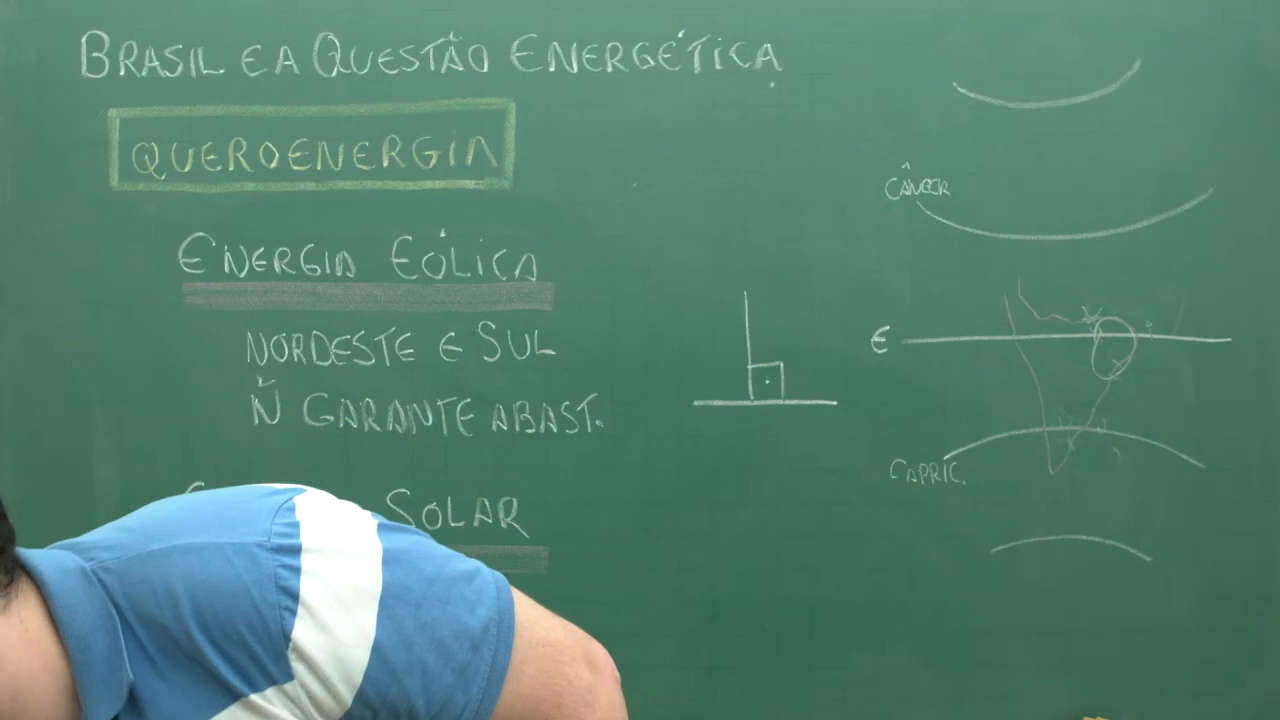 BRASIL E A QUESTÃO ENERGÉTICA
QUEROENERGIA
ENERGIA EÓLICA
NORDESTE E SUL
Ñ GARANTE ABAST.
SOLAR
CÂNCER
E
CAPRIC.